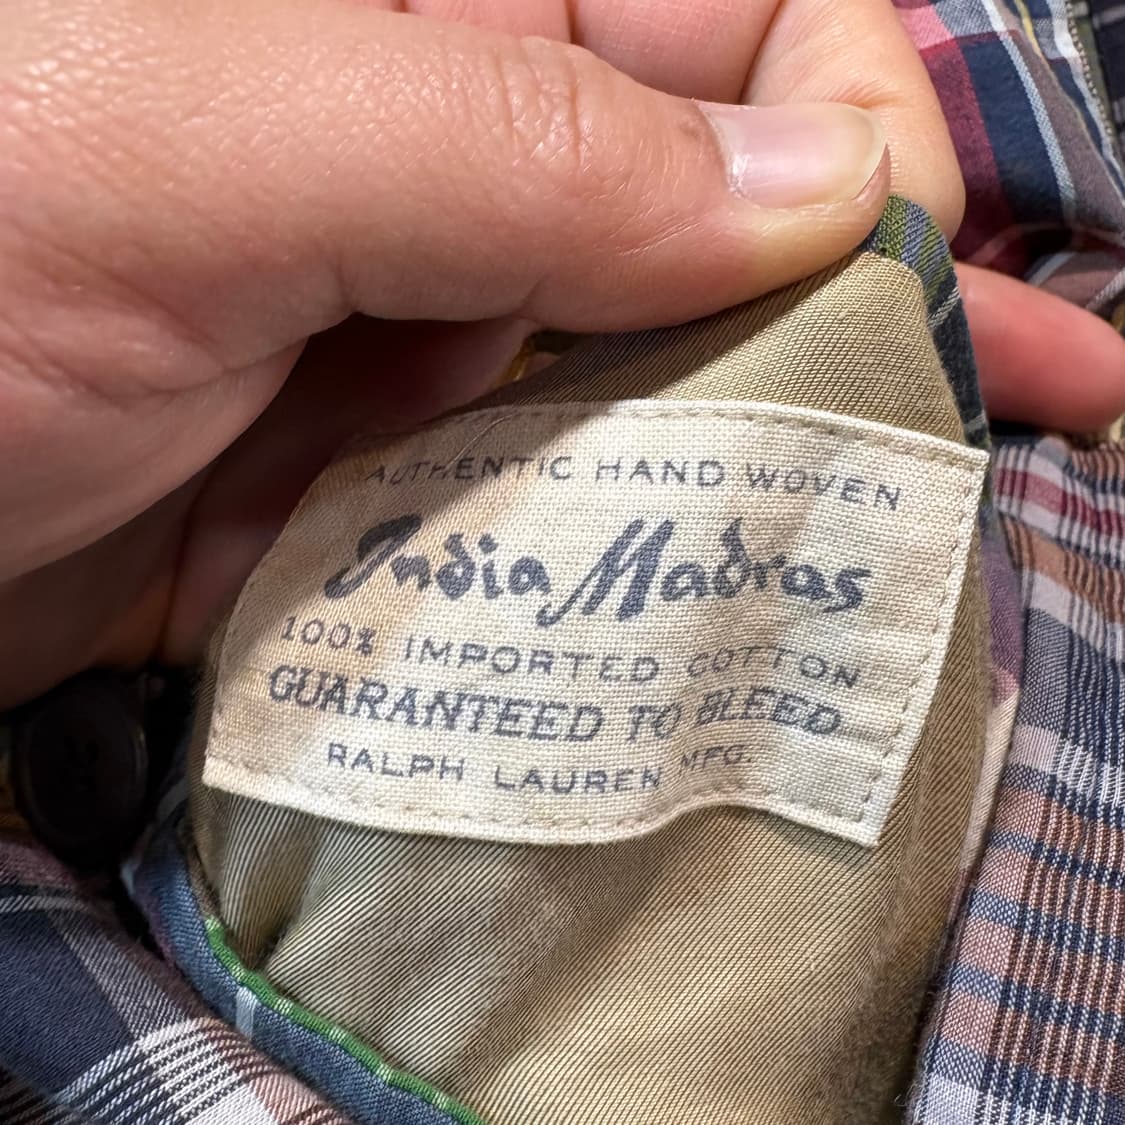 AUTHENTIC HAND WOVEN
India Madras
100% IMPORTED COTTON
GUARANTEED TO BLEED
RALPH LAUREN MFG.